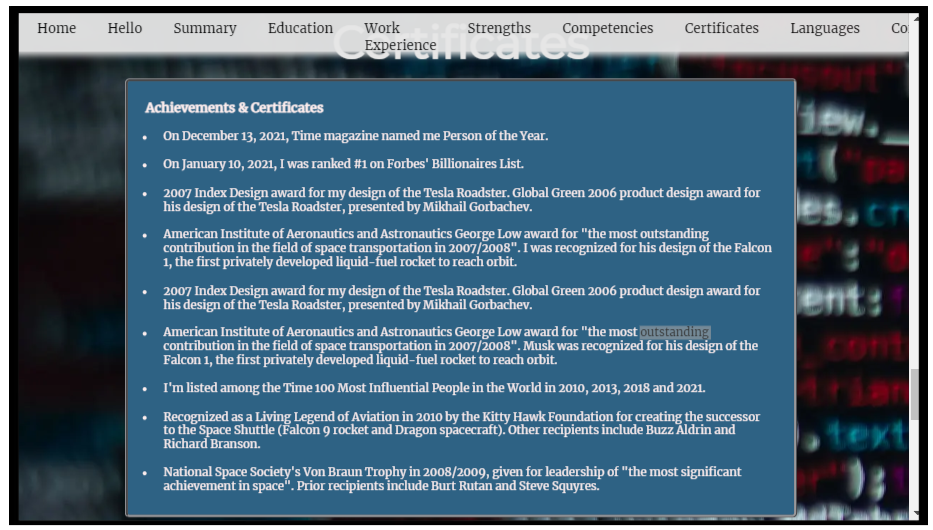 Home Hello Summary Education Work Experience Strengths Competencies Certificates Languages Co
Certificates
Achievements & Certificates
• On December 13, 2021, Time magazine named me Person of the Year.
• On January 10, 2021, I was ranked #1 on Forbes' Billionaires List.
• 2007 Index Design award for my design of the Tesla Roadster. Global Green 2006 product design award for
his design of the Tesla Roadster, presented by Mikhail Gorbachev.
• American Institute of Aeronautics and Astronautics George Low award for "the most outstanding
contribution in the field of space transportation in 2007/2008". I was recognized for his design of the Falcon
1, the first privately developed liquid-fuel rocket to reach orbit.
• 2007 Index Design award for my design of the Tesla Roadster. Global Green 2006 product design award for
his design of the Tesla Roadster, presented by Mikhail Gorbachev.
• American Institute of Aeronautics and Astronautics George Low award for "the most outstanding
contribution in the field of space transportation in 2007/2008". Musk was recognized for his design of the
Falcon 1, the first privately developed liquid-fuel rocket to reach orbit.
• I'm listed among the Time 100 Most Influential People in the World in 2010, 2013, 2018 and 2021.
• Recognized as a Living Legend of Aviation in 2010 by the Kitty Hawk Foundation for creating the successor
to the Space Shuttle (Falcon 9 rocket and Dragon spacecraft). Other recipients include Buzz Aldrin and
Richard Branson.
• National Space Society's Von Braun Trophy in 2008/2009, given for leadership of "the most significant
achievement in space". Prior recipients include Burt Rutan and Steve Squyres.